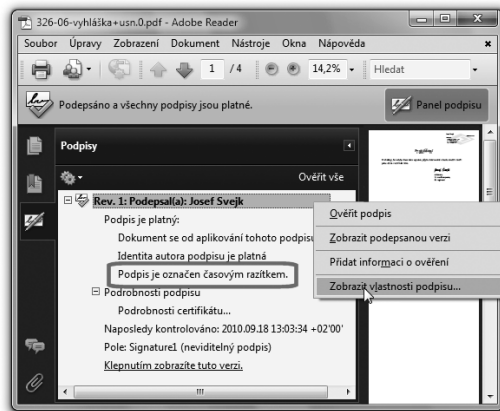 326-06-vyhláška+usn.0.pdf - Adobe Reader
Soubor Úpravy Zobrazení Dokument Nástroje Okna Nápověda
1 / 4 14,2% Hledat
Podepsáno a všechny podpisy jsou platné.
Panel podpisu
Podpisy
Ověřit vše
Rev. 1: Podepsal(a): Josef Svejk
Podpis je platný:
Dokument se od aplikování tohoto podpisu
Identita autora podpisu je platná
Podpis je označen časovým razítkem.
Podrobnosti podpisu
Podrobnosti certifikátu...
Naposledy kontrolováno: 2010.09.18 13:03:34 +02'00'
Pole: Signature1 (neviditelný podpis)
Klepnutím zobrazíte tuto verzi.
Ověřit podpis
Zobrazit podepsanou verzi
Přidat informaci o ověření
Zobrazit vlastnosti podpisu...